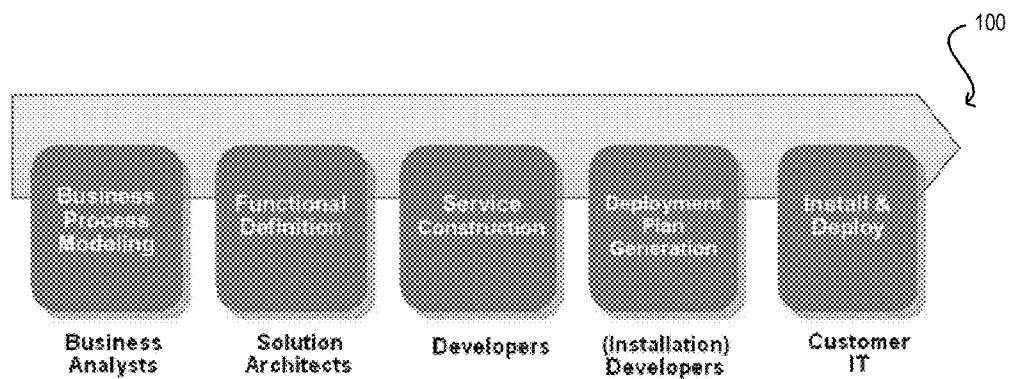 100
Business
Process
Modeling
Functional
Definition
Service
Construction
Deployment
Plan
Generation
Install &
Deploy
Business
Analysts
Solution
Architects
Developers
(Installation)
Developers
Customer
IT